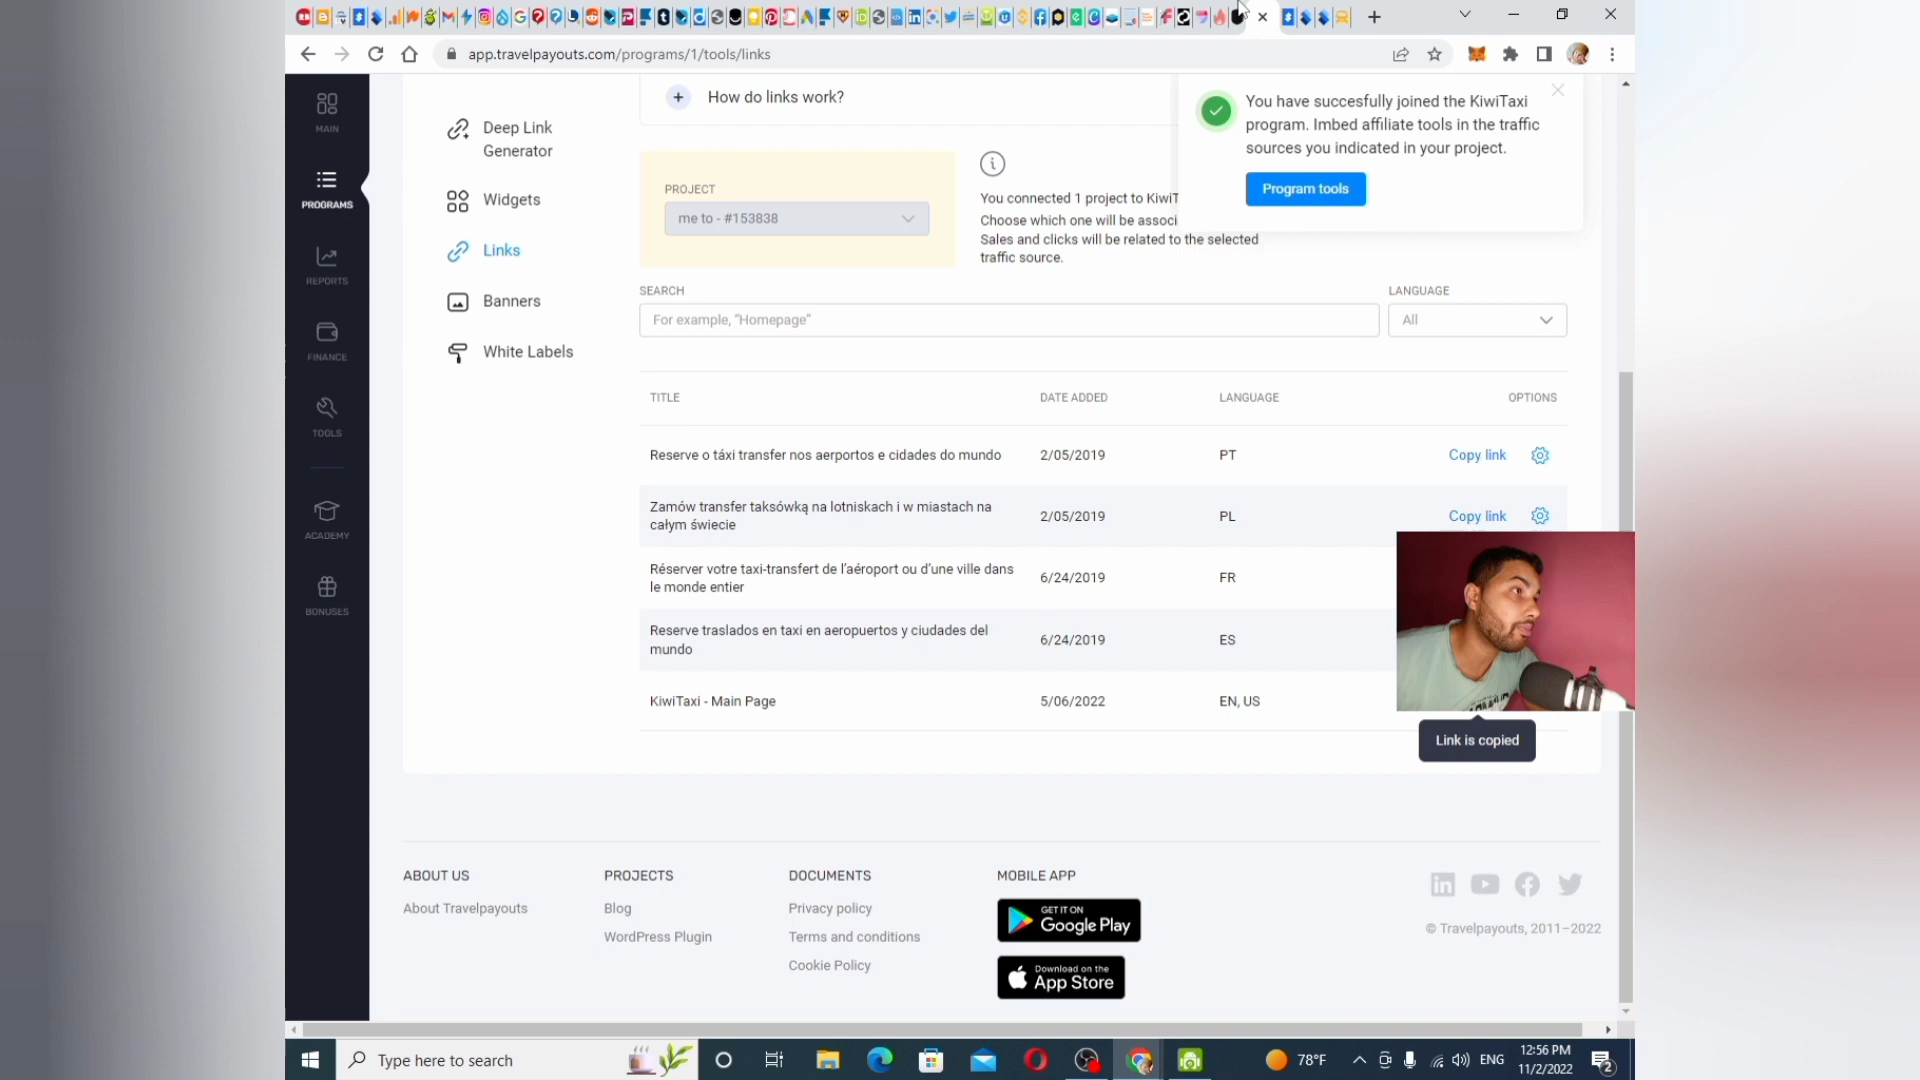 app.travelpayouts.com/programs/1/tools/links
MAIN
PROGRAMS
REPORTS
FINANCE
TOOLS
ACADEMY
BONUSES
Deep Link
Generator
Widgets
Links
Banners
White Labels
How do links work?
PROJECT
me to - #153838
You connected 1 project to KiwiT
Choose which one will be associ
Sales and clicks will be related to the selected
traffic source.
You have succesfully joined the KiwiTaxi
program. Imbed affiliate tools in the traffic
sources you indicated in your project.
Program tools
SEARCH
For example, "Homepage"
LANGUAGE
All
TITLE DATE ADDED LANGUAGE OPTIONS
Reserve o táxi transfer nos aerportos e cidades do mundo 2/05/2019 PT Copy link
Zamów transfer taksówką na lotniskach i w miastach na
całym świecie 2/05/2019 PL Copy link
Réserver votre taxi-transfert de l'aéroport ou d'une ville dans
le monde entier 6/24/2019 FR
Reserve traslados en taxi en aeropuertos y ciudades del
mundo 6/24/2019 ES
KiwiTaxi - Main Page 5/06/2022 EN, US
Link is copied
ABOUT US
About Travelpayouts
PROJECTS
Blog
WordPress Plugin
DOCUMENTS
Privacy policy
Terms and conditions
Cookie Policy
MOBILE APP
GET IT ON
Google Play
Download on the
App Store
© Travelpayouts, 2011–2022
Type here to search
78°F
ENG
12:56 PM
11/2/2022
2